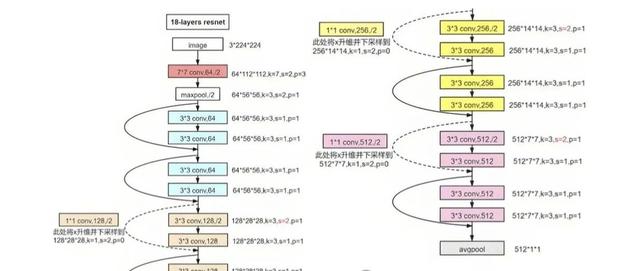 18-layers resnet
image
3*224*224
7*7 conv,64,/2
64*112*112,k=7,s=2,p=3
maxpool,/2
64*56*56,k=3,s=2,p=1
3*3 conv,64
64*56*56,k=3,s=1,p=1
3*3 conv,64
64*56*56,k=3,s=1,p=1
3*3 conv,64
64*56*56,k=3,s=1,p=1
3*3 conv,64
64*56*56,k=3,s=1,p=1
1*1 conv,128,/2
此处将x升维并下采样到
128*28*28,k=1,s=2,p=0
3*3 conv,128,/2
128*28*28,k=3,s=2,p=1
3*3 conv,128
128*28*28,k=3,s=1,p=1
3*3 conv,128
128*28*28,k=3,s=1,p=1
1*1 conv,256,/2
此处将x升维并下采样到
256*14*14,k=1,s=2,p=0
3*3 conv,256,/2
256*14*14,k=3,s=2,p=1
3*3 conv,256
256*14*14,k=3,s=1,p=1
3*3 conv,256
256*14*14,k=3,s=1,p=1
3*3 conv,256
256*14*14,k=3,s=1,p=1
1*1 conv,512,/2
此处将x升维并下采样到
512*7*7,k=1,s=2,p=0
3*3 conv,512,/2
512*7*7,k=3,s=2,p=1
3*3 conv,512
512*7*7,k=3,s=1,p=1
3*3 conv,512
512*7*7,k=3,s=1,p=1
3*3 conv,512
512*7*7,k=3,s=1,p=1
avgpool
512*1*1